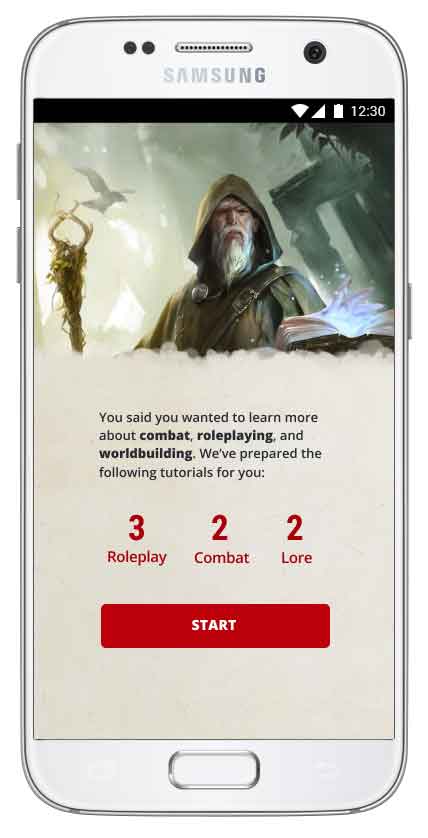 SAMSUNG
12:30
You said you wanted to learn more
about combat, roleplaying, and
worldbuilding. We've prepared the
following tutorials for you:
3 2 2
Roleplay Combat Lore
START